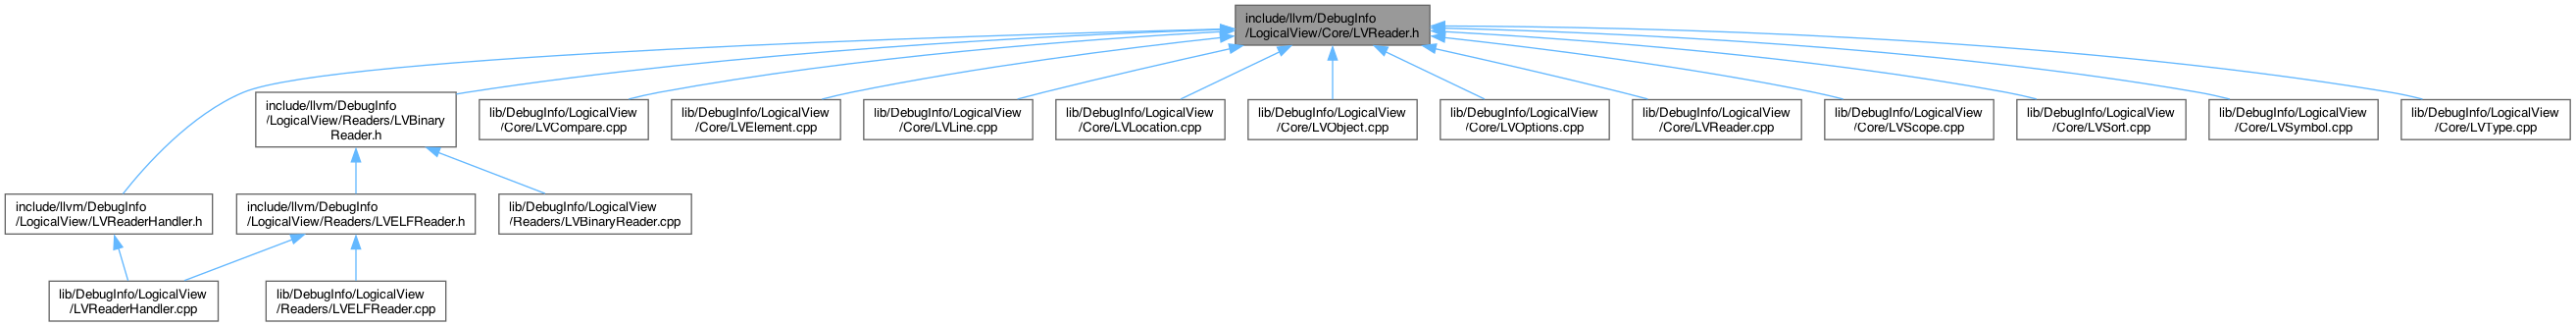 include/llvm/DebugInfo
/LogicalView/Core/LVReader.h
include/llvm/DebugInfo
/LogicalView/Readers/LVBinary
Reader.h
lib/DebugInfo/LogicalView
/Core/LVCompare.cpp
lib/DebugInfo/LogicalView
/Core/LVElement.cpp
lib/DebugInfo/LogicalView
/Core/LVLine.cpp
lib/DebugInfo/LogicalView
/Core/LVLocation.cpp
lib/DebugInfo/LogicalView
/Core/LVObject.cpp
lib/DebugInfo/LogicalView
/Core/LVOptions.cpp
lib/DebugInfo/LogicalView
/Core/LVReader.cpp
lib/DebugInfo/LogicalView
/Core/LVScope.cpp
lib/DebugInfo/LogicalView
/Core/LVSort.cpp
lib/DebugInfo/LogicalView
/Core/LVSymbol.cpp
lib/DebugInfo/LogicalView
/Core/LVType.cpp
include/llvm/DebugInfo
/LogicalView/LVReaderHandler.h
include/llvm/DebugInfo
/LogicalView/Readers/LVELFReader.h
lib/DebugInfo/LogicalView
/Readers/LVBinaryReader.cpp
lib/DebugInfo/LogicalView
/LVReaderHandler.cpp
lib/DebugInfo/LogicalView
/Readers/LVELFReader.cpp